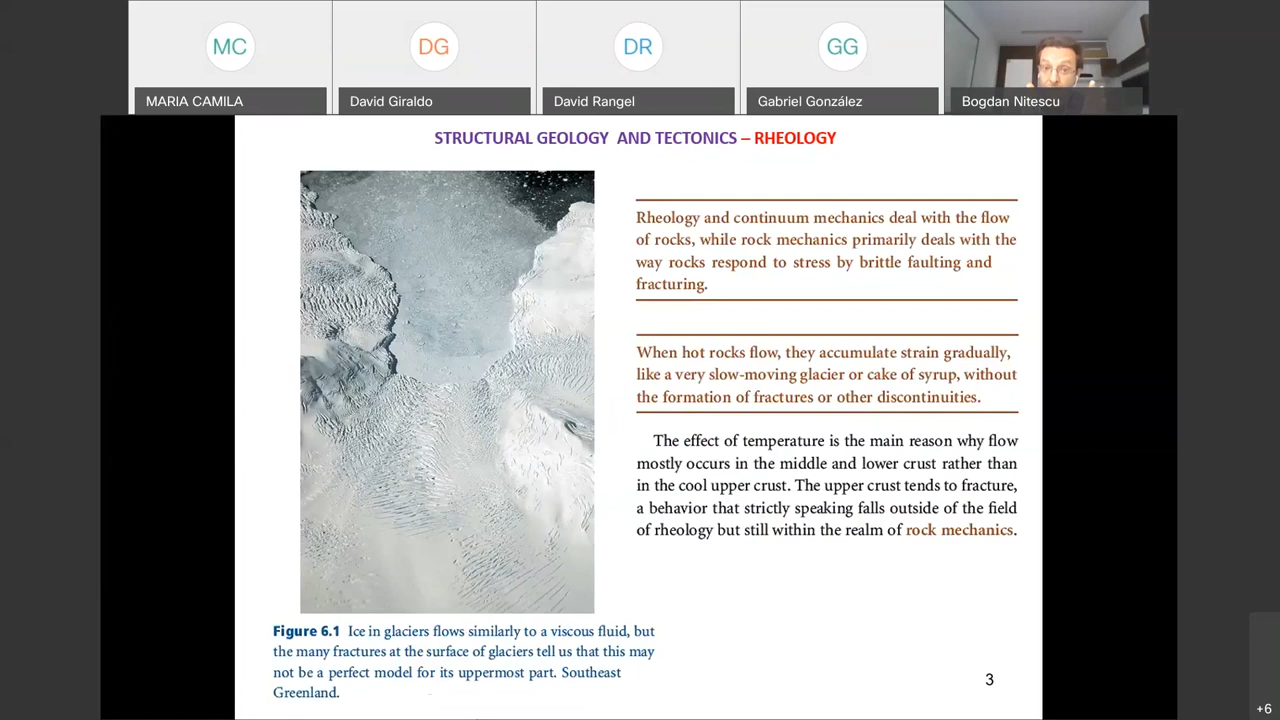 MC
DG
DR
GG
MARIA CAMILA
David Giraldo
David Rangel
Gabriel González
Bogdan Nitescu
STRUCTURAL GEOLOGY AND TECTONICS – RHEOLOGY
Rheology and continuum mechanics deal with the flow
of rocks, while rock mechanics primarily deals with the
way rocks respond to stress by brittle faulting and
fracturing.
When hot rocks flow, they accumulate strain gradually,
like a very slow-moving glacier or cake of syrup, without
the formation of fractures or other discontinuities.
The effect of temperature is the main reason why flow
mostly occurs in the middle and lower crust rather than
in the cool upper crust. The upper crust tends to fracture,
a behavior that strictly speaking falls outside of the field
of rheology but still within the realm of rock mechanics.
Figure 6.1 Ice in glaciers flows similarly to a viscous fluid, but
the many fractures at the surface of glaciers tell us that this may
not be a perfect model for its uppermost part. Southeast
Greenland.
3
+6